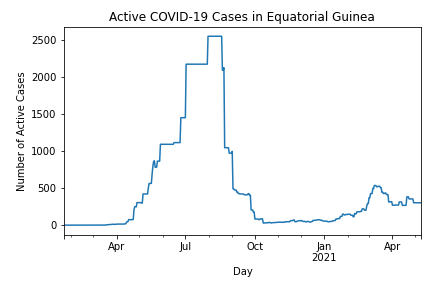 Active COVID-19 Cases in Equatorial Guinea
Number of Active Cases
2500
2000
1500
1000
500
0
Apr
Jul
Oct
Jan
2021
Apr
Day